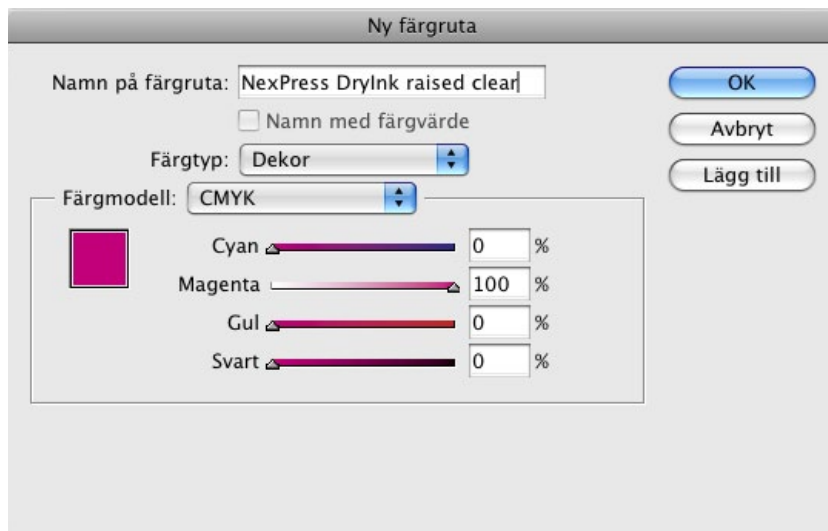 Ny färgruta
Namn på färgruta: NexPress DryInk raised clear
OK
Namn med färgvärde
Avbryt
Färgtyp: Dekor
Lägg till
Färgmodell: CMYK
Cyan 0 %
Magenta 100 %
Gul 0 %
Svart 0 %